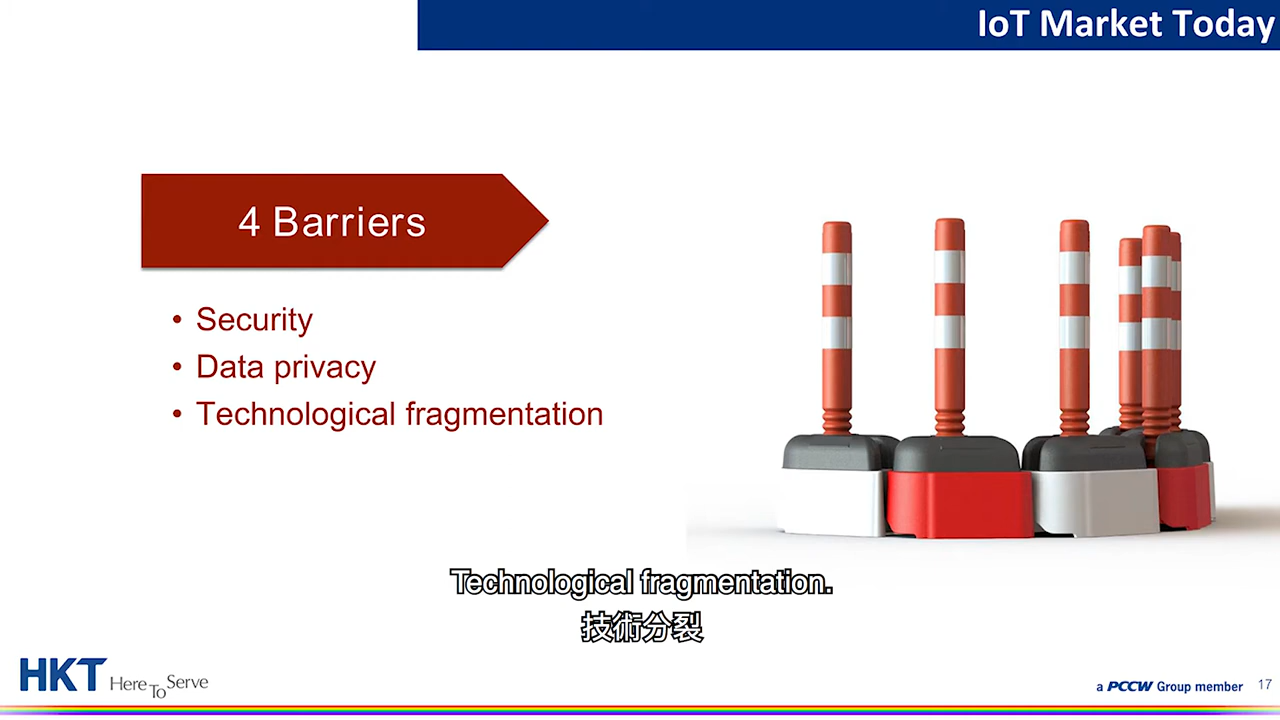 IoT Market Today
4 Barriers
• Security
• Data privacy
• Technological fragmentation
Technological fragmentation.
技術分裂
HKT Here To Serve
a PCCW Group member 17